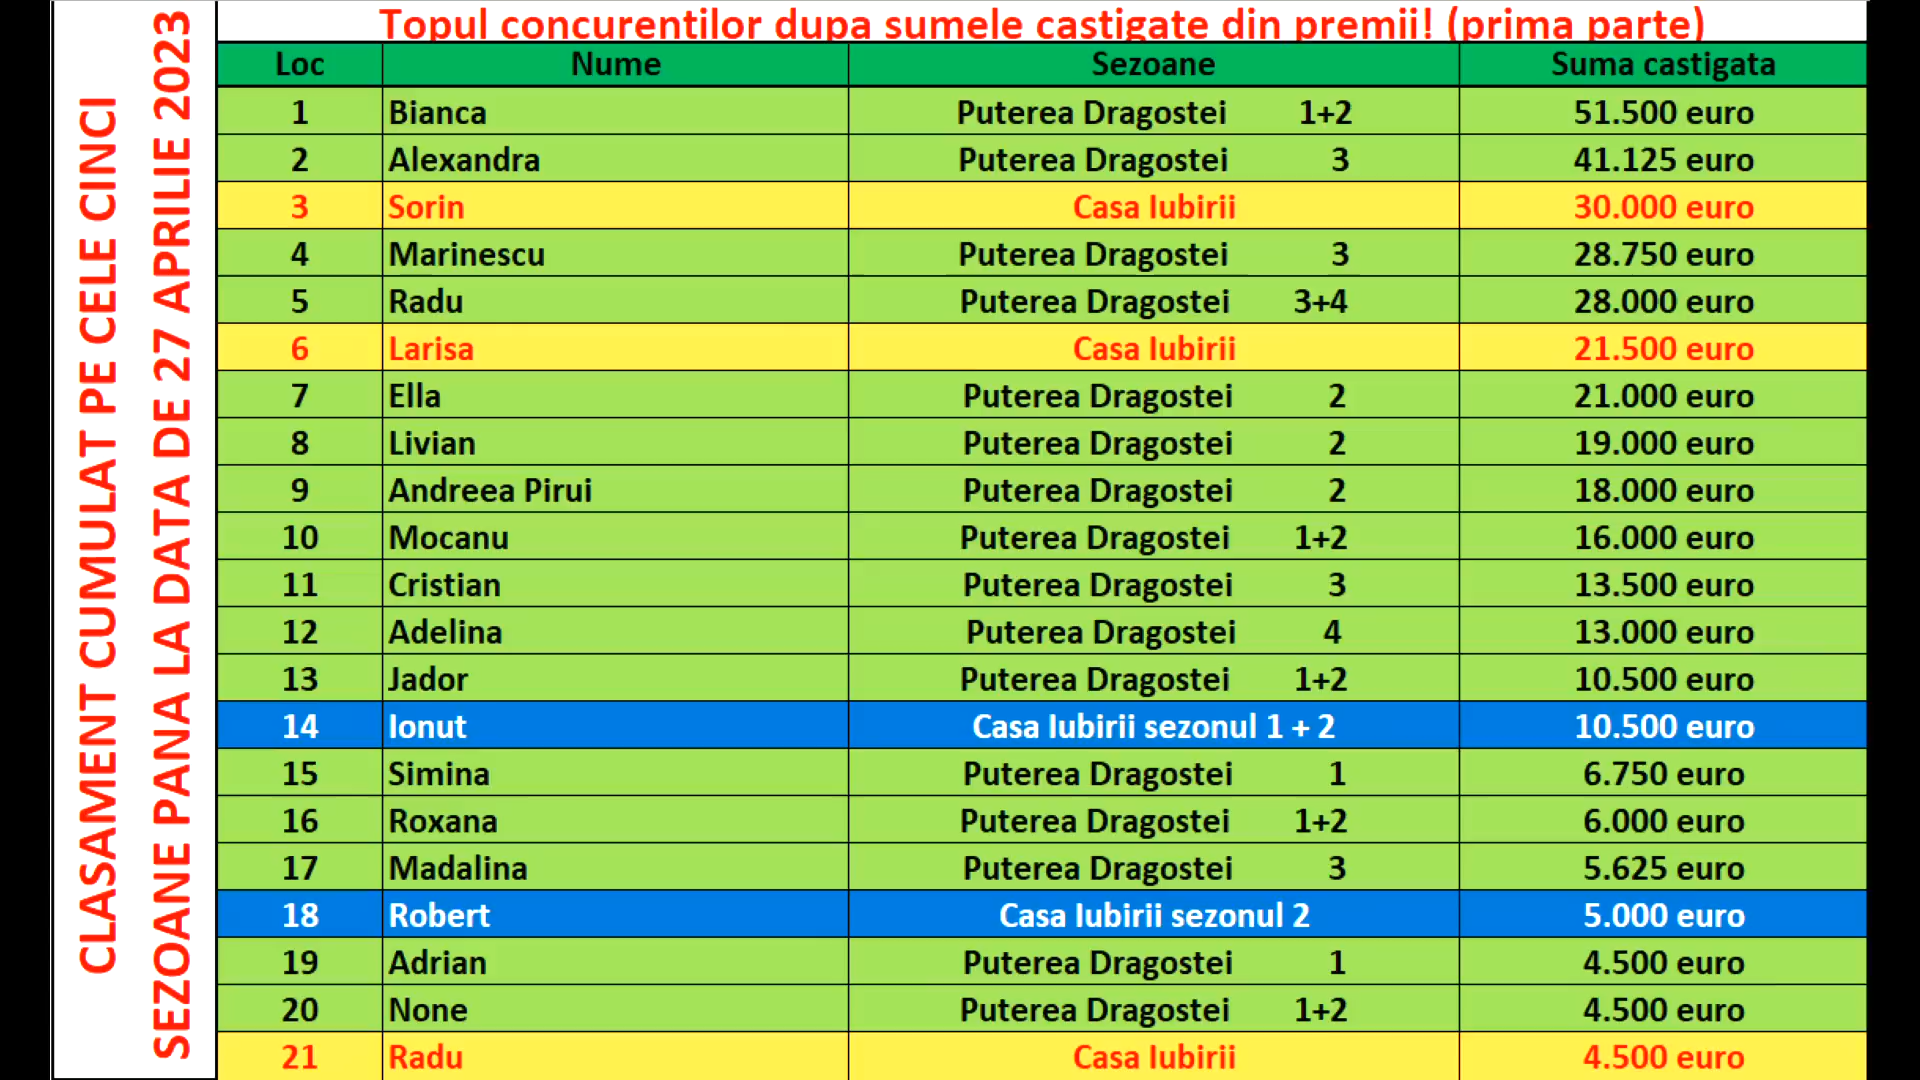 CLASAMENT CUMULAT PE CELE CINCI
SEZOANE PANA LA DATA DE 27 APRILIE 2023
Topul concurentilor dupa sumele castigate din premii! (prima parte)
Loc Nume Sezoane Suma castigata
1 Bianca Puterea Dragostei 1+2 51.500 euro
2 Alexandra Puterea Dragostei 3 41.125 euro
3 Sorin Casa Iubirii 30.000 euro
4 Marinescu Puterea Dragostei 3 28.750 euro
5 Radu Puterea Dragostei 3+4 28.000 euro
6 Larisa Casa Iubirii 21.500 euro
7 Ella Puterea Dragostei 2 21.000 euro
8 Livian Puterea Dragostei 2 19.000 euro
9 Andreea Pirui Puterea Dragostei 2 18.000 euro
10 Mocanu Puterea Dragostei 1+2 16.000 euro
11 Cristian Puterea Dragostei 3 13.500 euro
12 Adelina Puterea Dragostei 4 13.000 euro
13 Jador Puterea Dragostei 1+2 10.500 euro
14 Ionut Casa Iubirii sezonul 1 + 2 10.500 euro
15 Simina Puterea Dragostei 1 6.750 euro
16 Roxana Puterea Dragostei 1+2 6.000 euro
17 Madalina Puterea Dragostei 3 5.625 euro
18 Robert Casa Iubirii sezonul 2 5.000 euro
19 Adrian Puterea Dragostei 1 4.500 euro
20 None Puterea Dragostei 1+2 4.500 euro
21 Radu Casa Iubirii 4.500 euro